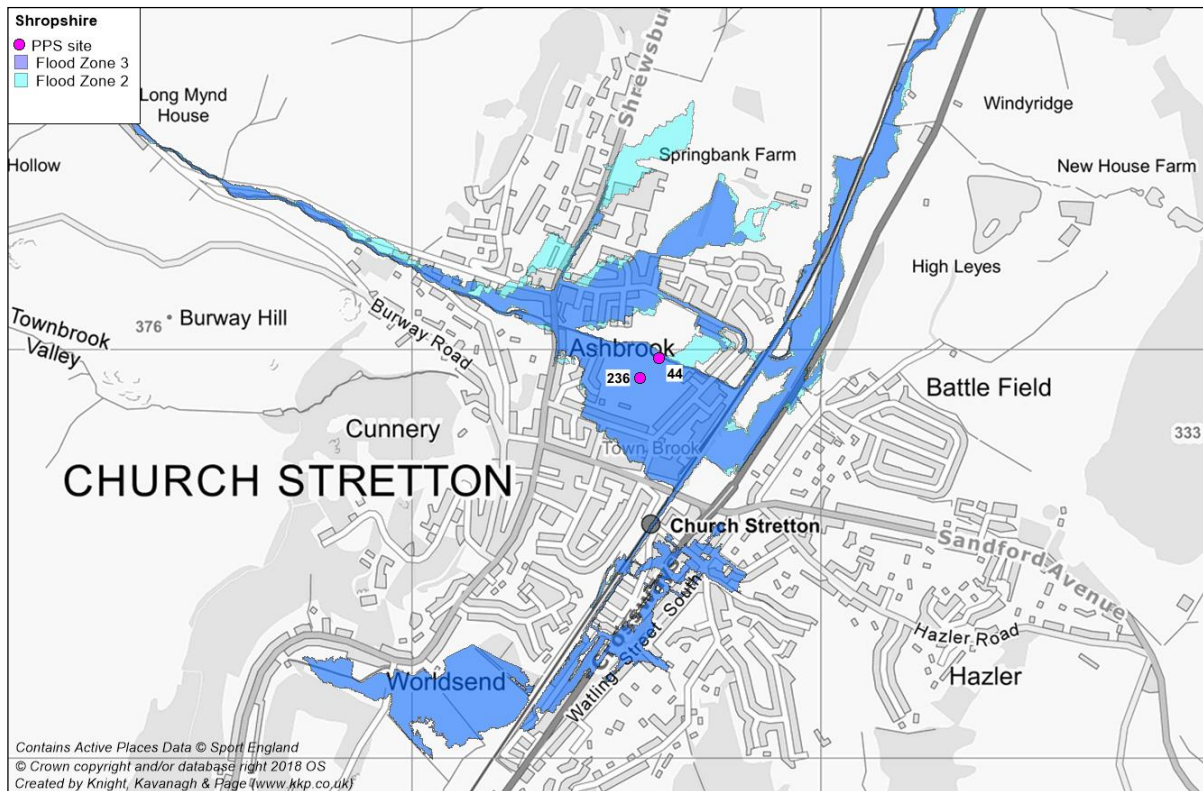 Shropshire
PPS site
Flood Zone 3
Flood Zone 2
Long Mynd
House
Hollow
Shrewsbur
Springbank Farm
Windyridge
New House Farm
High Leyes
Townbrook
Valley
376
Burway Hill
Burway Road
Ashbrook
44
236
Battle Field
333
Cunnery
Town Brook
CHURCH STRETTON
Church Stretton
Sandford Avenue
Crossways
Watling Street South
Hazler Road
Hazler
Worldsend
Contains Active Places Data © Sport England
© Crown copyright and/or database right 2018 OS
Created by Knight, Kavanagh & Page (www.kkp.co.uk)